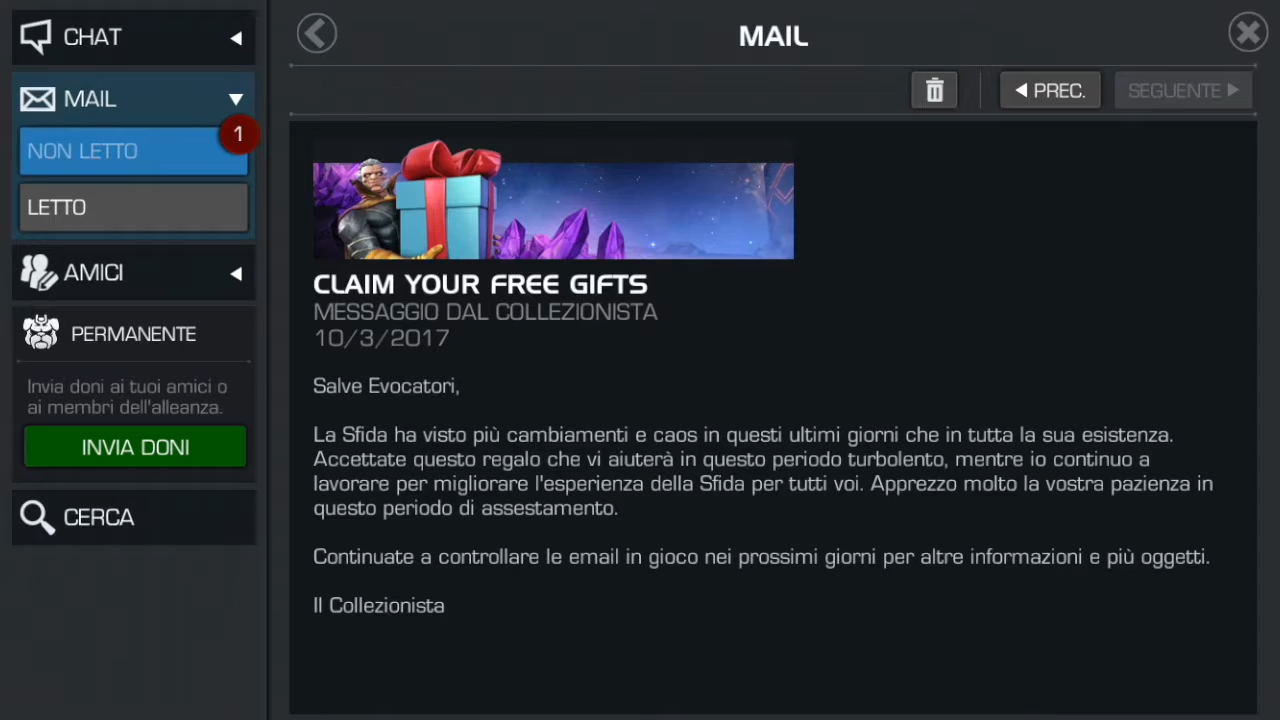 CHAT
MAIL
1
NON LETTO
LETTO
AMICI
PERMANENTE
Invia doni ai tuoi amici o
ai membri dell'alleanza.
INVIA DONI
CERCA
MAIL
PREC.
SEGUENTE
CLAIM YOUR FREE GIFTS
MESSAGGIO DAL COLLEZIONISTA
10/3/2017
Salve Evocatori,
La Sfida ha visto più cambiamenti e caos in questi ultimi giorni che in tutta la sua esistenza.
Accettate questo regalo che vi aiuterà in questo periodo turbolento, mentre io continuo a
lavorare per migliorare l'esperienza della Sfida per tutti voi. Apprezzo molto la vostra pazienza in
questo periodo di assestamento.
Continuate a controllare le email in gioco nei prossimi giorni per altre informazioni e più oggetti.
Il Collezionista